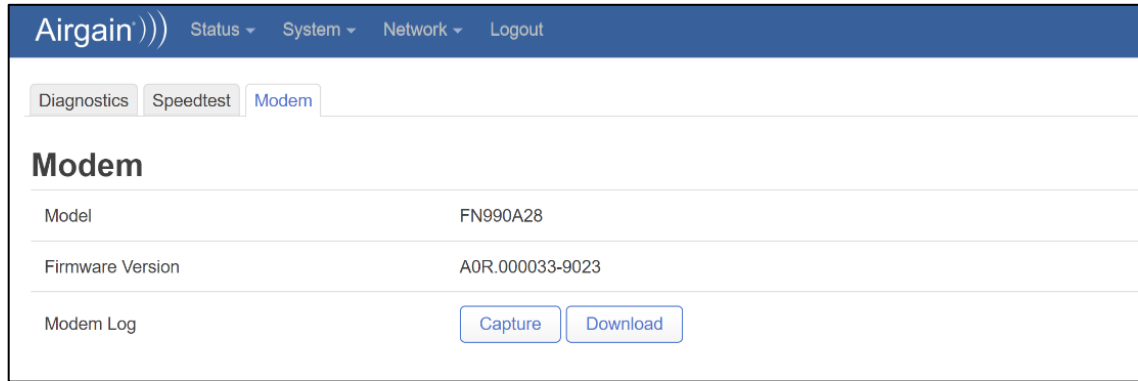 Airgain Status System Network Logout
Diagnostics Speedtest Modem
Modem
Model FN990A28
Firmware Version A0R.000033-9023
Modem Log Capture Download